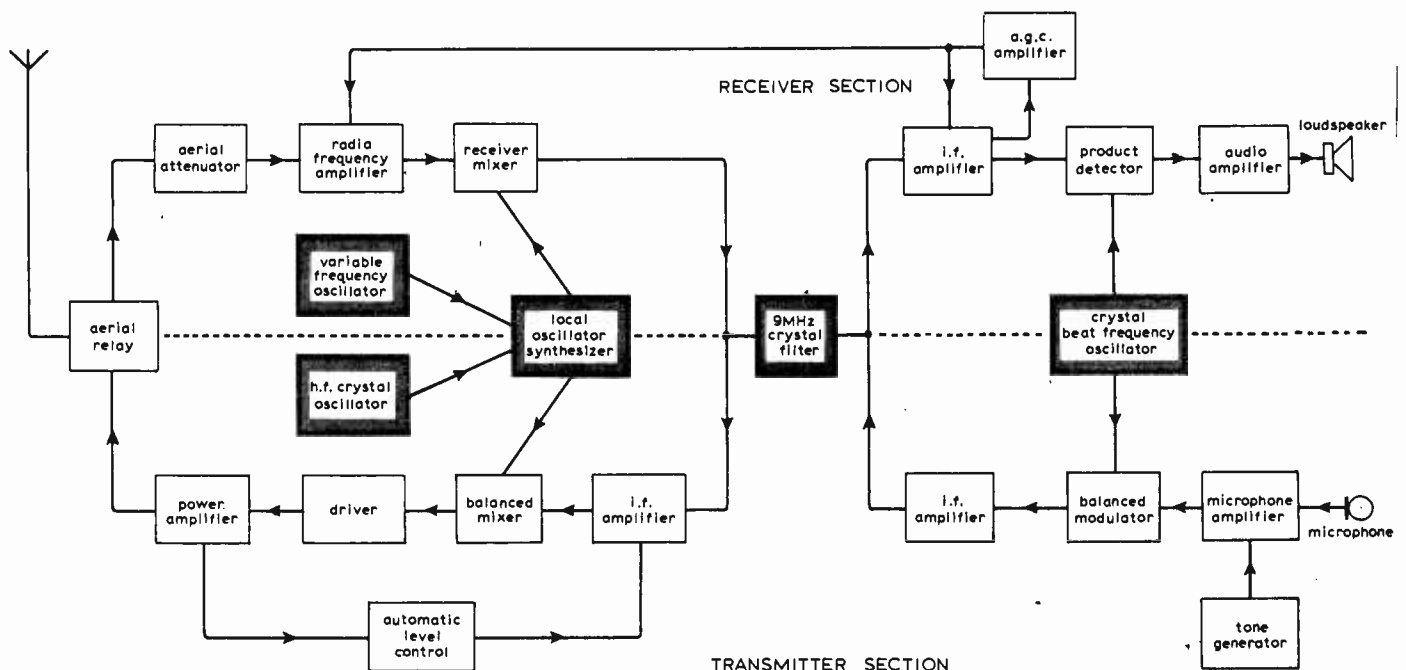 a.g.c.
amplifier
RECEIVER SECTION
aerial
attenuator
radia
frequency
amplifier
receiver
mixer
i.f.
amplifier
product
detector
audio
amplifier
loudspeaker
variable
frequency
oscillator
aerial
relay
local
oscillator
synthesizer
9MHz
crystal
filter
crystal
beat frequency
oscillator
h.f. crystal
oscillator
power
amplifier
driver
balanced
mixer
i.f.
amplifier
i.f.
amplifier
balanced
modulator
microphone
amplifier
microphone
automatic
level
control
tone
generator
TRANSMITTER SECTION